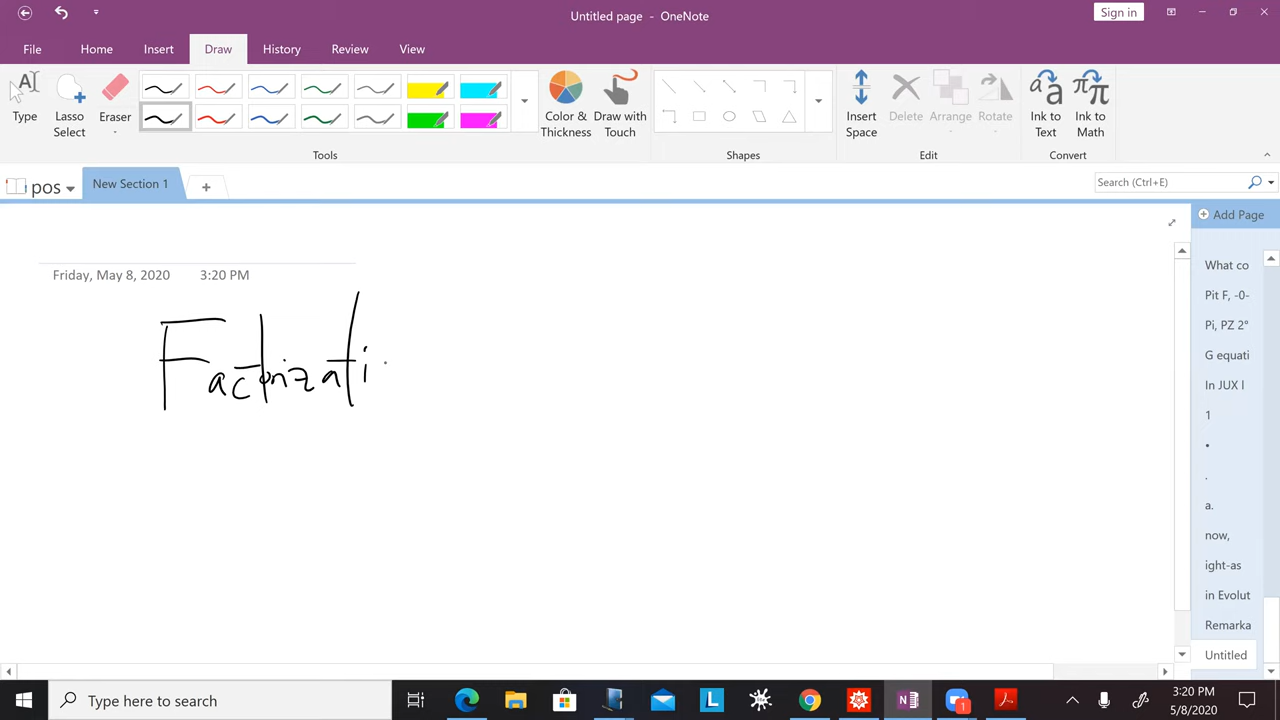 Untitled page - OneNote
Sign in
File Home Insert Draw History Review View
Type
Lasso Select
Eraser
Color & Thickness
Draw with Touch
Insert Space
Delete
Arrange
Rotate
Ink to Text
Ink to Math
Tools Shapes Edit Convert
pos New Section 1 +
Search (Ctrl+E)
Add Page
Friday, May 8, 2020 3:20 PM
Factorizati
What co
Pit F, -0-
Pi, PZ 2°
G equati
In JUX l
1
•
.
a.
now,
ight-as
in Evolut
Remarka
Untitled
Type here to search
1
3:20 PM
5/8/2020